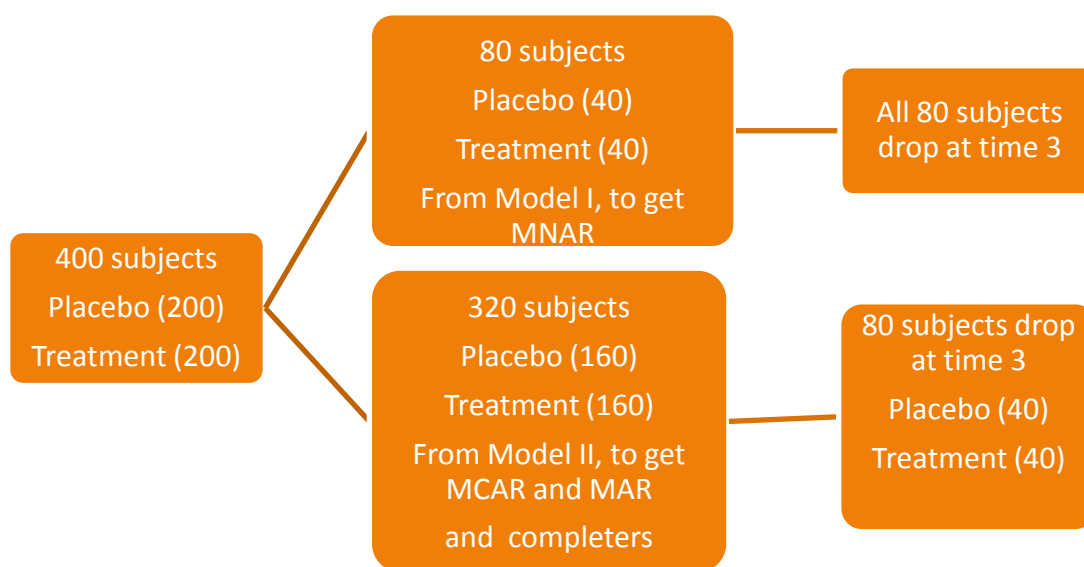 400 subjects
Placebo (200)
Treatment (200)
80 subjects
Placebo (40)
Treatment (40)
From Model I, to get
MNAR
All 80 subjects
drop at time 3
320 subjects
Placebo (160)
Treatment (160)
From Model II, to get
MCAR and MAR
and completers
80 subjects drop
at time 3
Placebo (40)
Treatment (40)